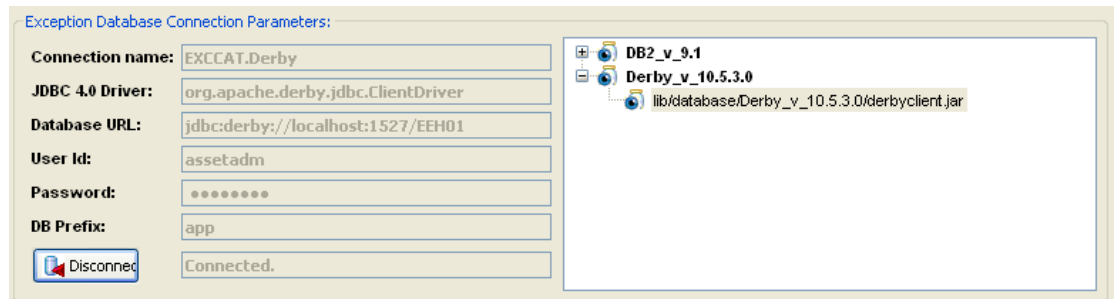 Exception Database Connection Parameters:
Connection name: EXCCAT.Derby
JDBC 4.0 Driver: org.apache.derby.jdbc.ClientDriver
Database URL: jdbc:derby://localhost:1527/EEH01
User Id: assetadm
Password: ●●●●●●●●
DB Prefix: app
Disconnec Connected.
DB2_v_9.1
Derby_v_10.5.3.0
lib/database/Derby_v_10.5.3.0/derbyclient.jar